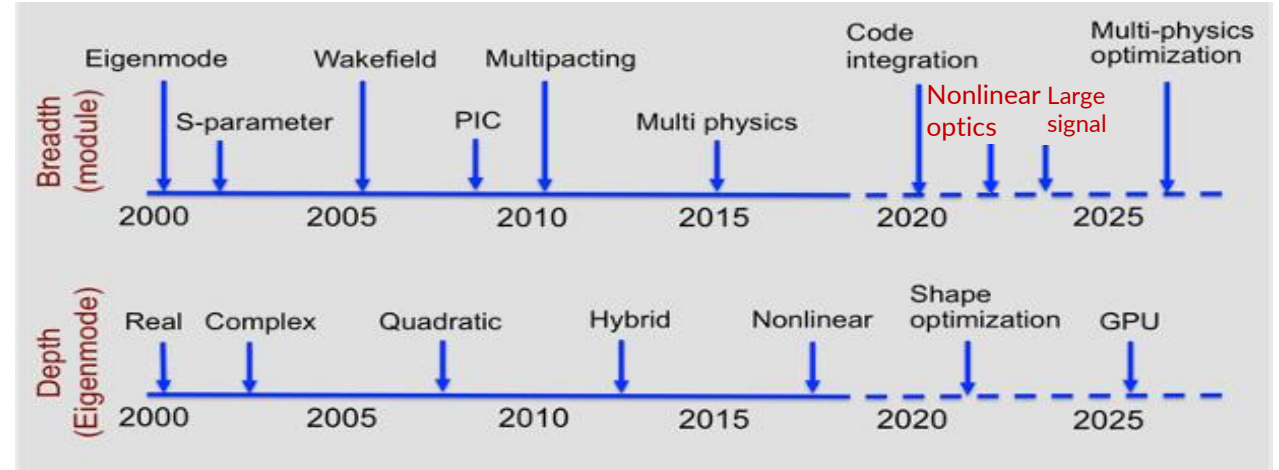 Breadth
(module)
Eigenmode
S-parameter
Wakefield
PIC
Multipacting
Multi physics
Code
integration
Nonlinear
optics
Large
signal
Multi-physics
optimization
2000
2005
2010
2015
2020
2025
Depth
(Eigenmode)
Real
Complex
Quadratic
Hybrid
Nonlinear
Shape
optimization
GPU
2000
2005
2010
2015
2020
2025